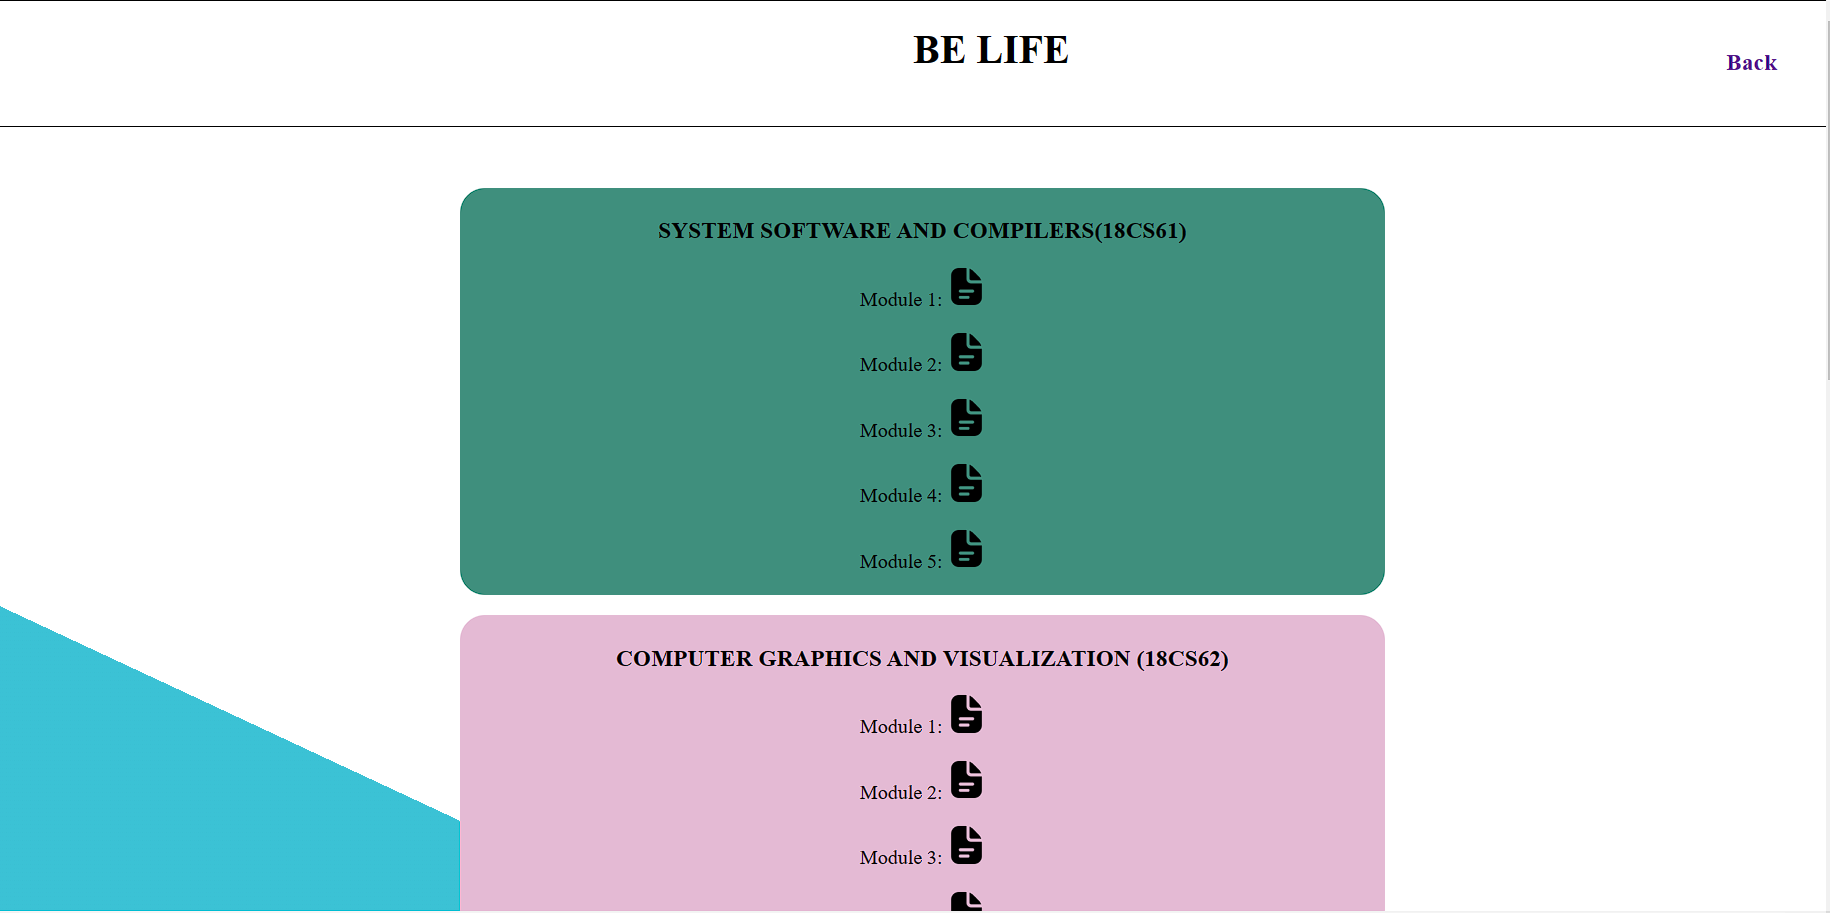 BE LIFE
Back
SYSTEM SOFTWARE AND COMPILERS(18CS61)
Module 1:
Module 2:
Module 3:
Module 4:
Module 5:
COMPUTER GRAPHICS AND VISUALIZATION (18CS62)
Module 1:
Module 2:
Module 3: